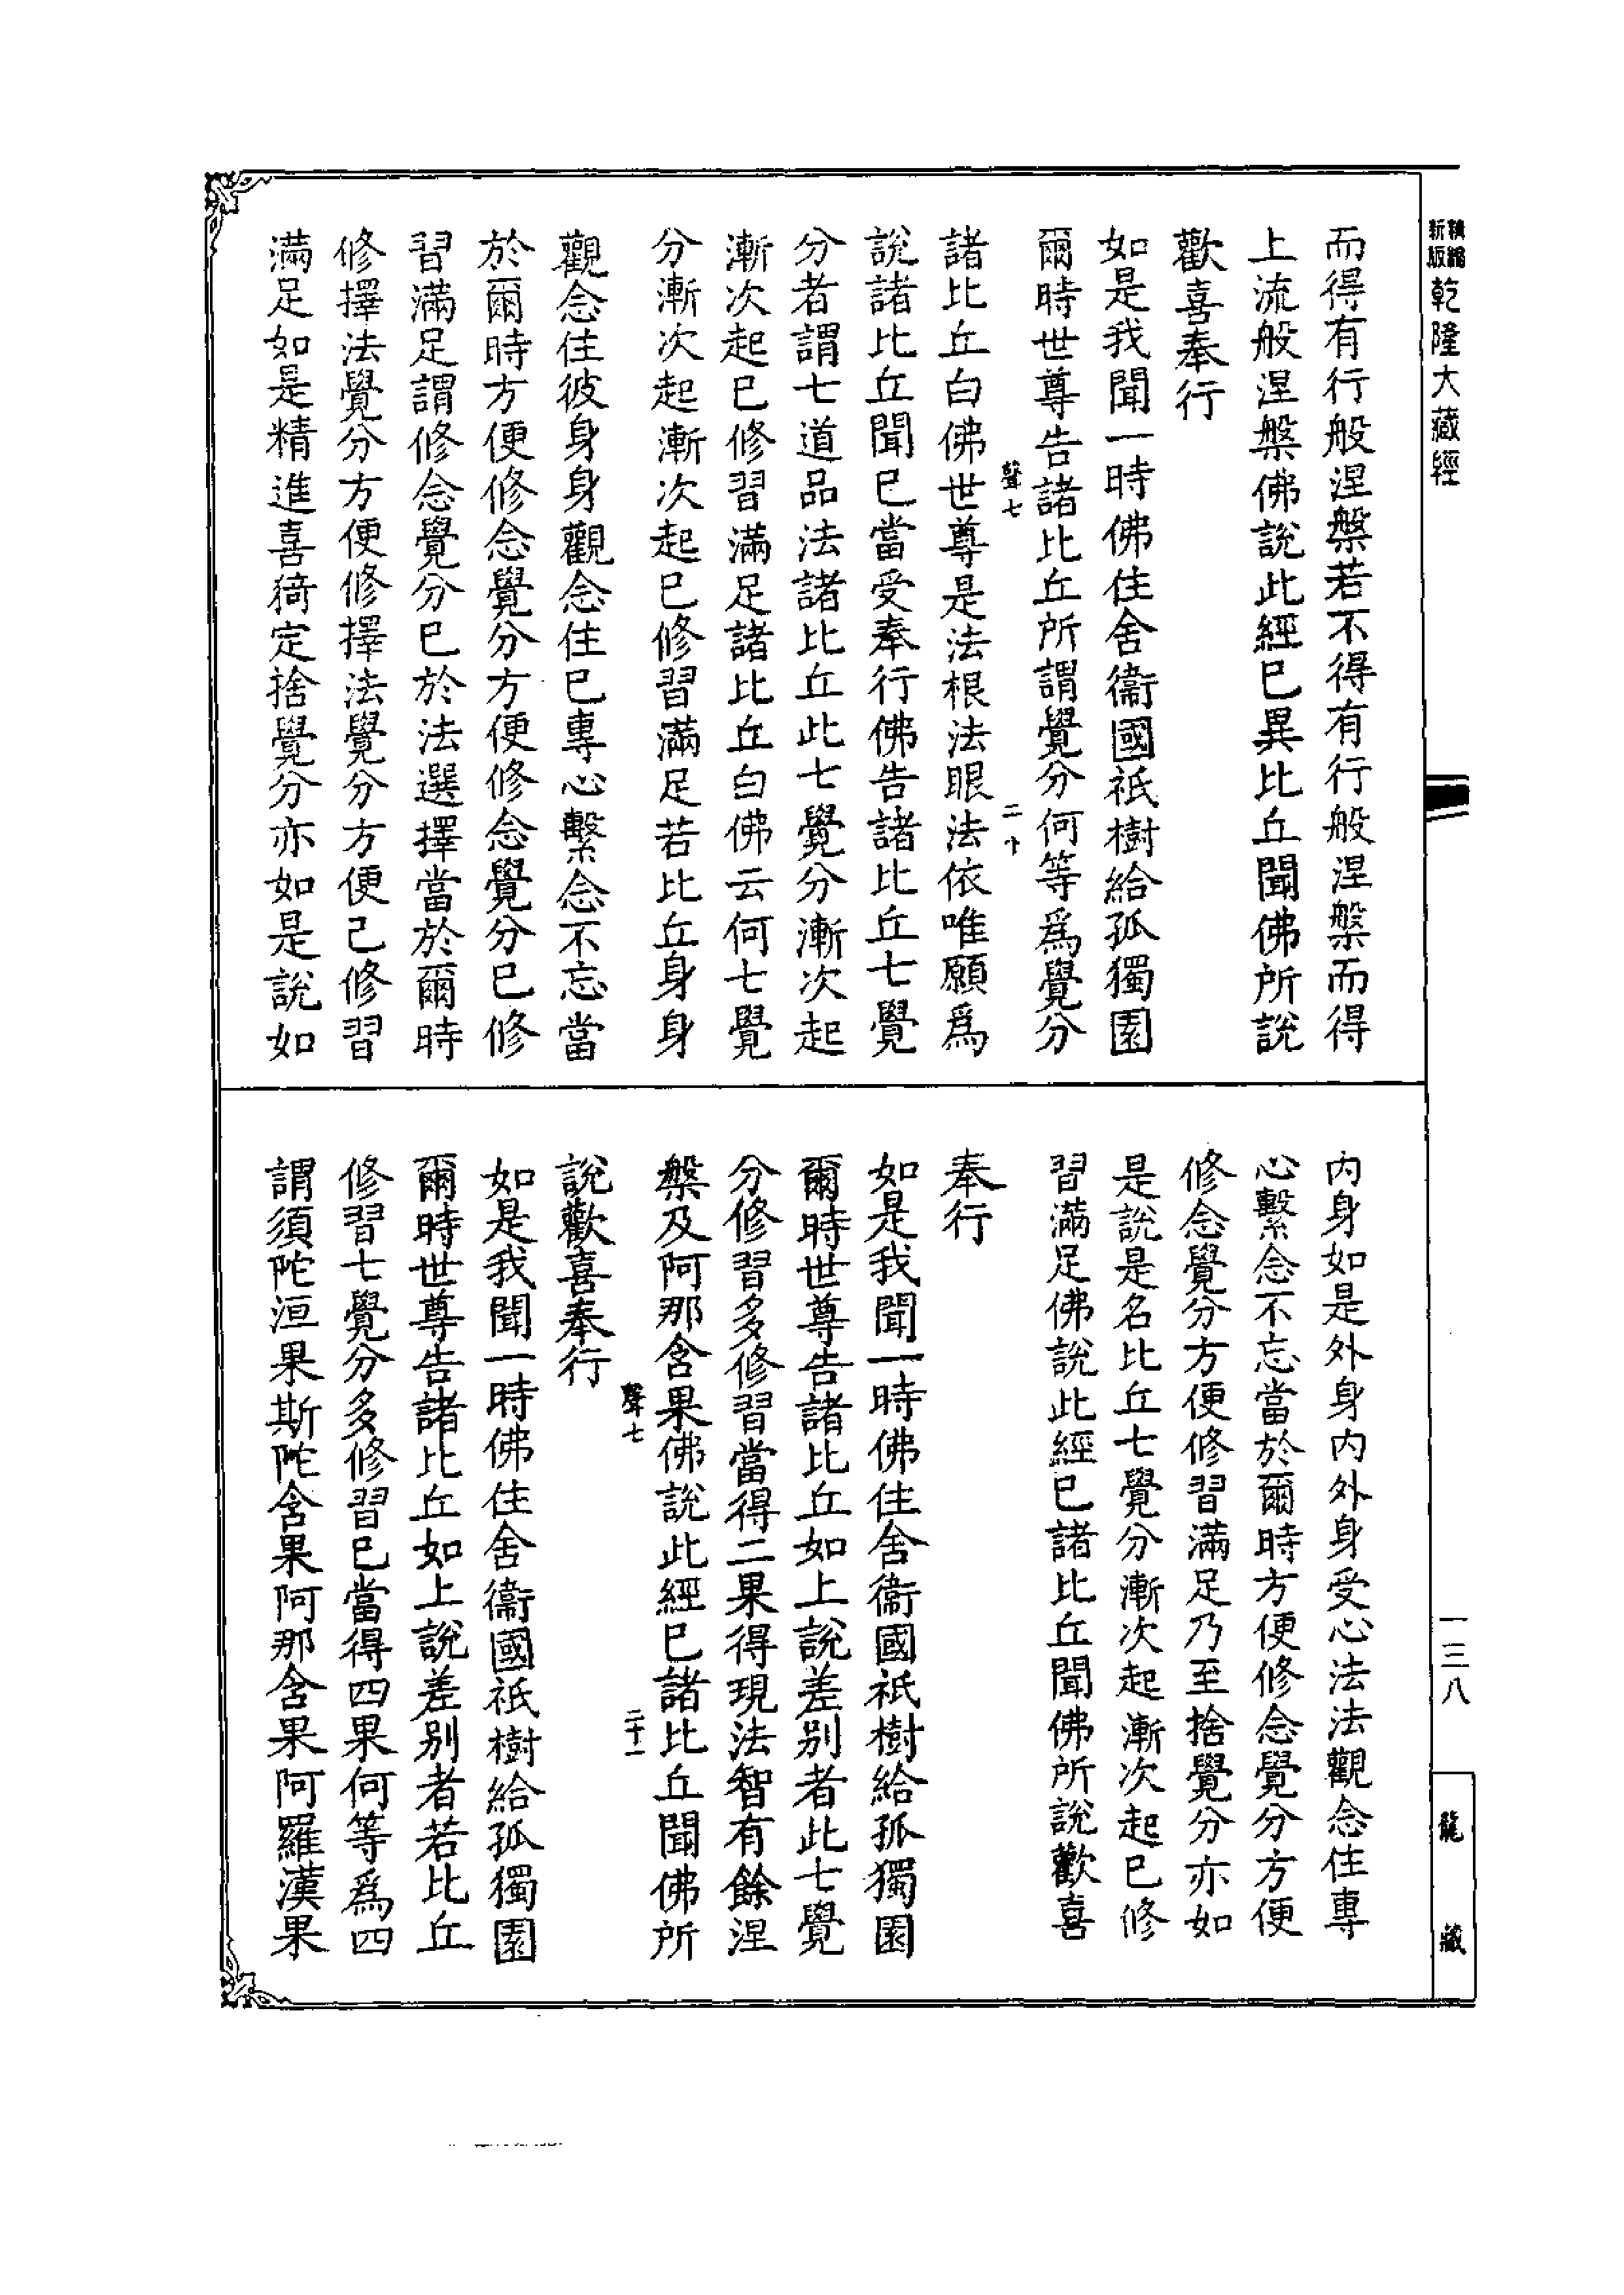 精縮
新版
乾隆大藏經
而得有行般涅槃若不得有行般涅槃而得
上流般涅槃佛說此經已異比丘聞佛所說
歡喜奉行
如是我聞一時佛住舍衞國祇樹給孤獨園
爾時世尊告諸比丘所謂覺分何等爲覺分
聲七
二十
諸比丘白佛世尊是法根法眼法依唯願爲
說諸比丘聞已當受奉行佛告諸比丘七覺
分者謂七道品法諸比丘此七覺分漸次起
漸次起已修習滿足諸比丘白佛云何七覺
分漸次起漸次起已修習滿足若比丘身身
觀念住彼身身觀念住已專心繫念不忘當
於爾時方便修念覺分方便修念覺分已修
習滿足謂修念覺分已於法選擇當於爾時
修擇法覺分方便修擇法覺分方便已修習
滿足如是精進喜猗定捨覺分亦如是說如
內身如是外身內外身受心法法觀念住專
心繫念不忘當於爾時方便修念覺分方便
修念覺分方便修習滿足乃至捨覺分亦如
是說是名比丘七覺分漸次起漸次起已修
習滿足佛說此經已諸比丘聞佛所說歡喜
奉行
如是我聞一時佛住舍衞國祇樹給孤獨園
爾時世尊告諸比丘如上說差別者此七覺
分修習多修習當得二果得現法智有餘涅
槃及阿那含果佛說此經已諸比丘聞佛所
聲七
二十一
說歡喜奉行
如是我聞一時佛住舍衞國祇樹給孤獨園
爾時世尊告諸比丘如上說差別者若比丘
修習七覺分多修習已當得四果何等爲四
謂須陀洹果斯陀含果阿那含果阿羅漢果
一三八
龍藏